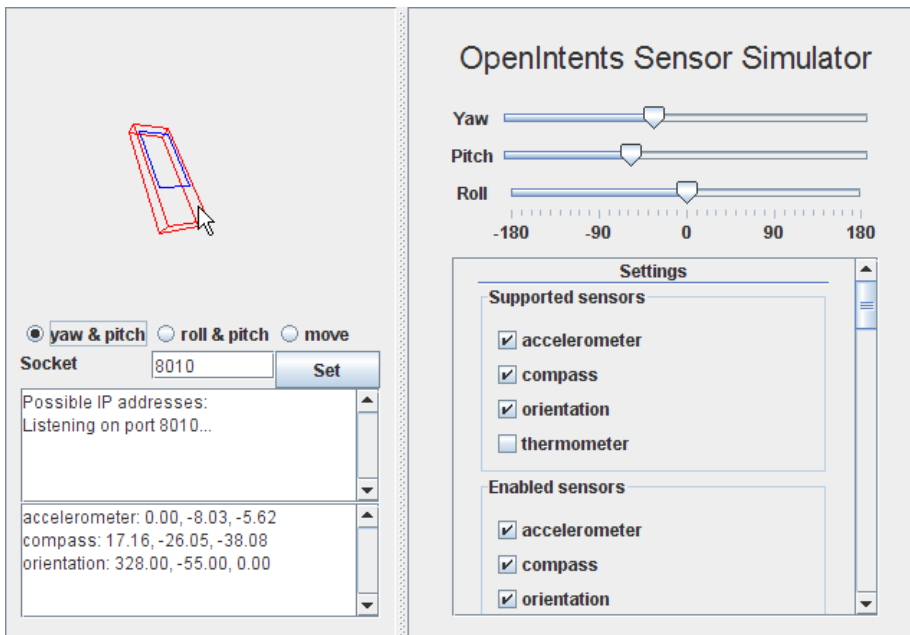 yaw & pitch roll & pitch move
Socket 8010 Set
Possible IP addresses:
Listening on port 8010...
accelerometer: 0.00, -8.03, -5.62
compass: 17.16, -26.05, -38.08
orientation: 328.00, -55.00, 0.00
OpenIntents Sensor Simulator
Yaw
Pitch
Roll
-180 -90 0 90 180
Settings
Supported sensors
accelerometer
compass
orientation
thermometer
Enabled sensors
accelerometer
compass
orientation